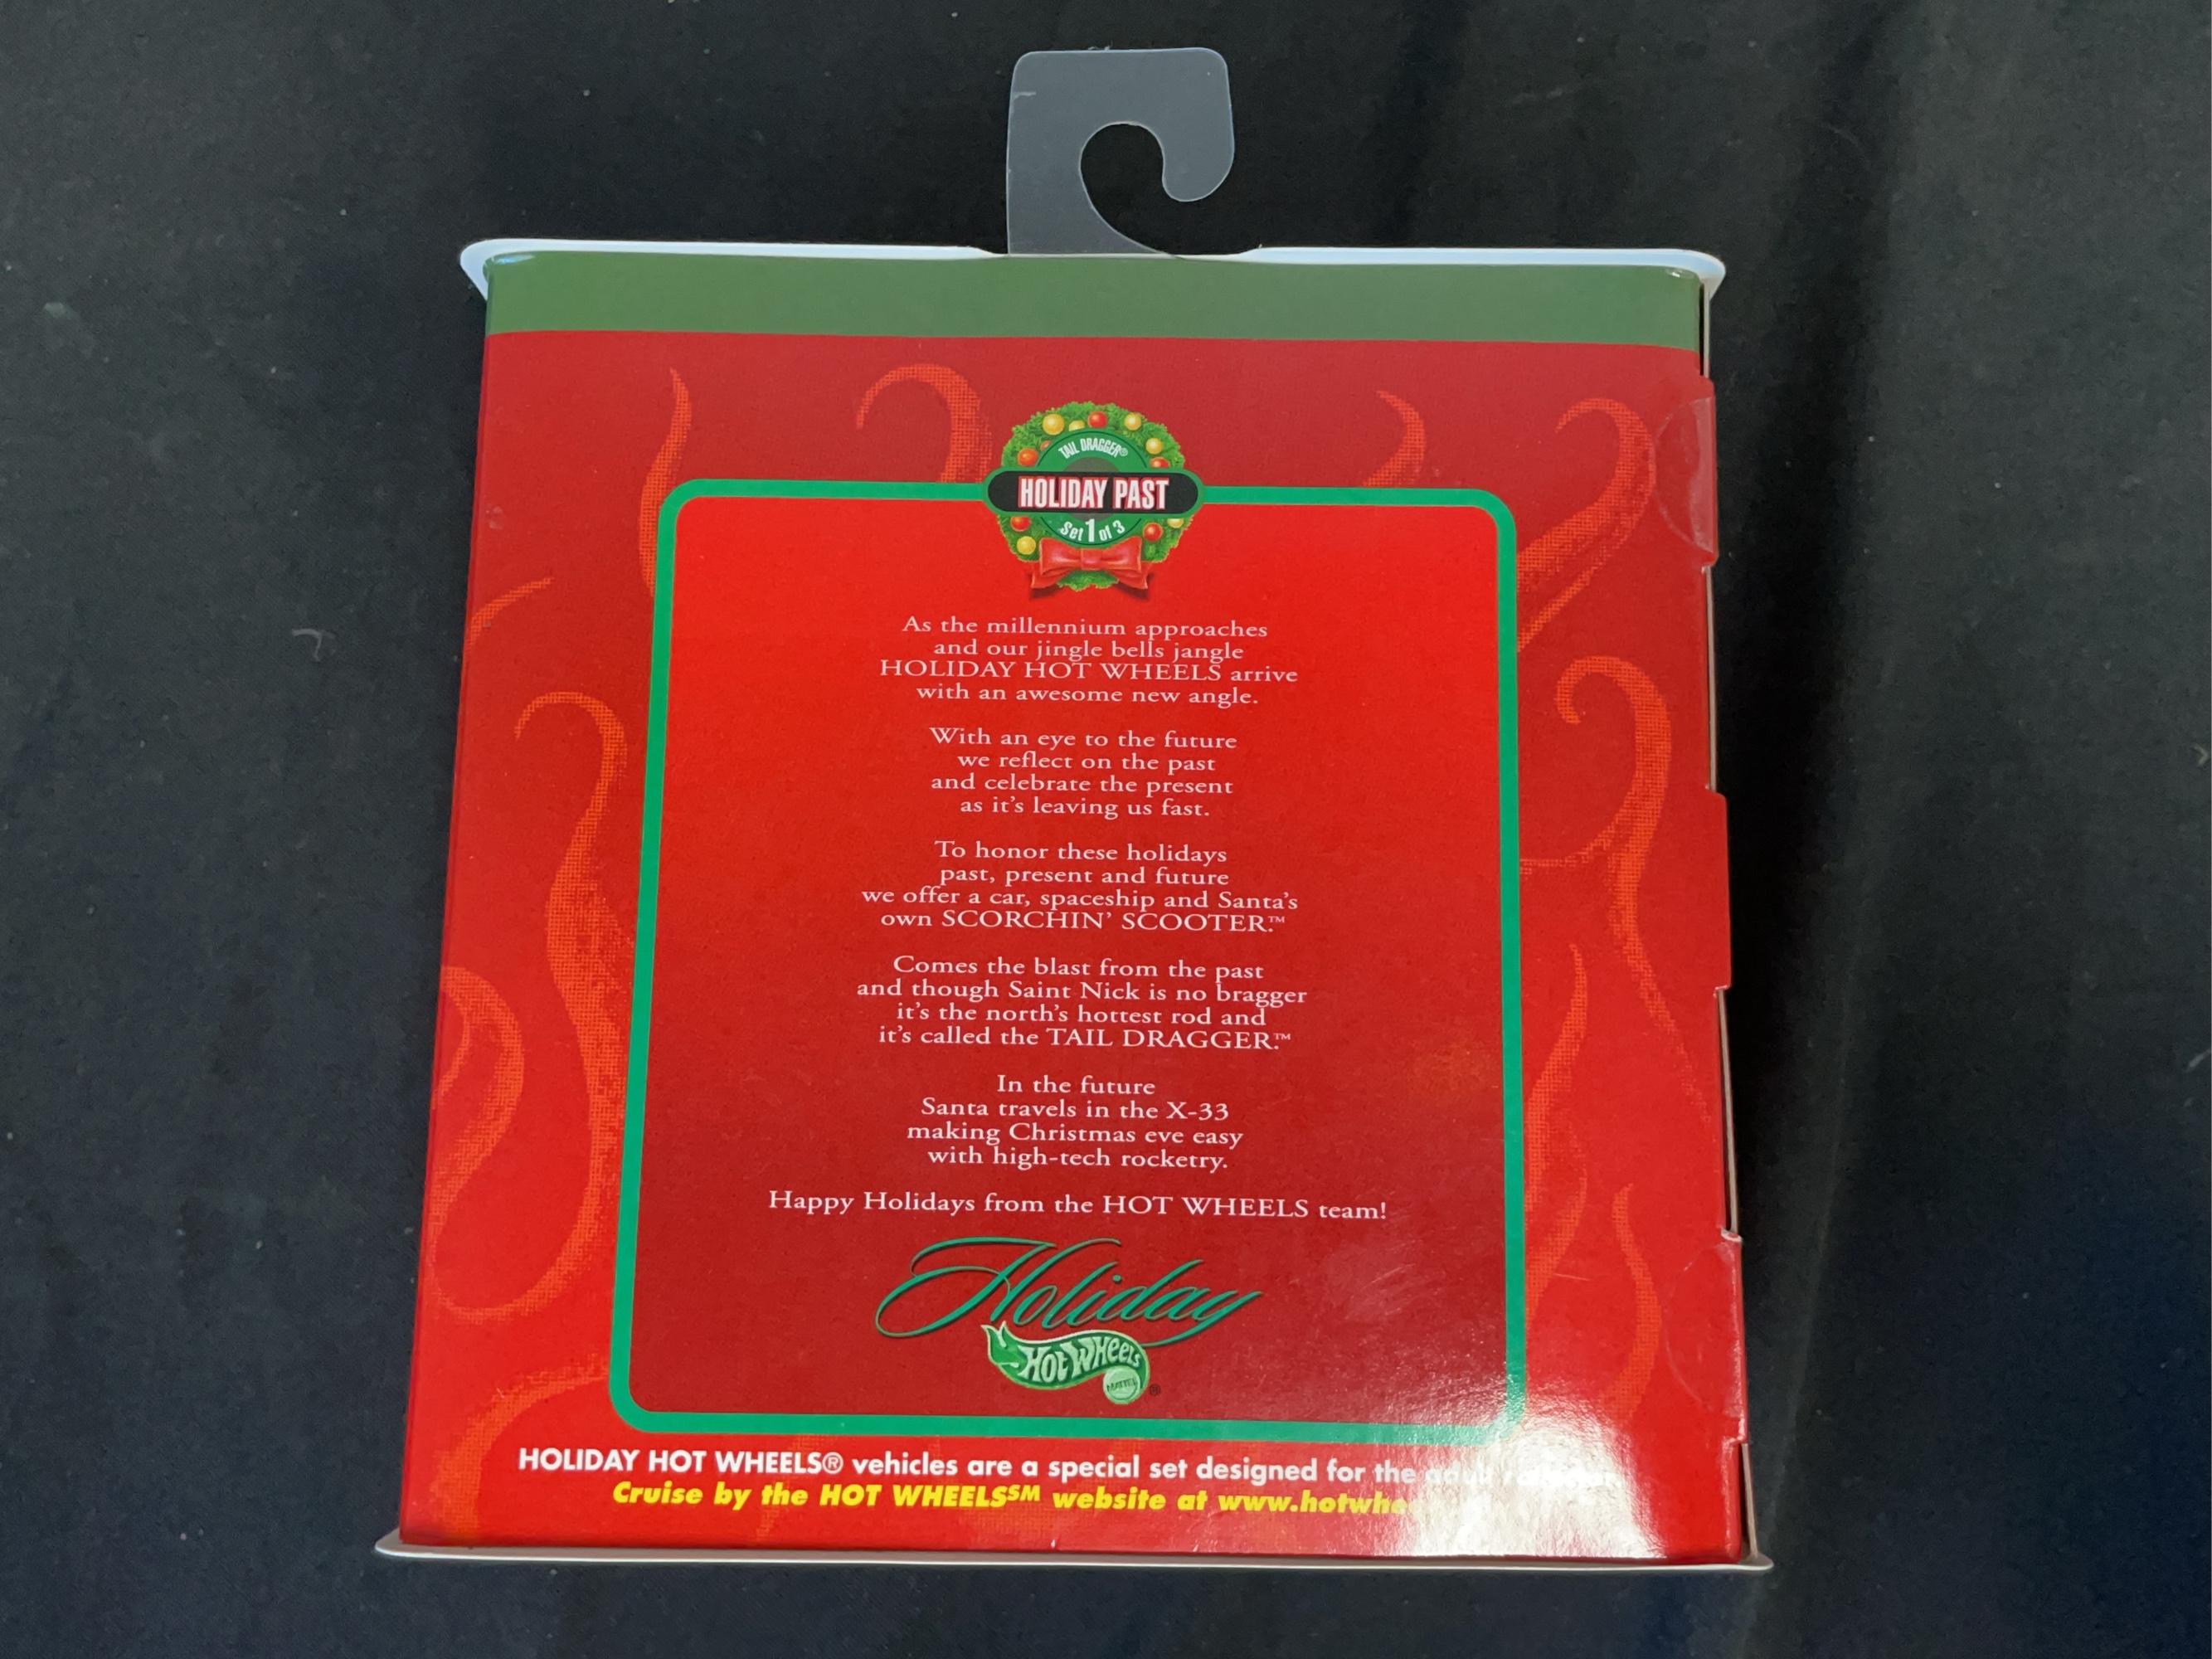 TAIL DRAGGER®
HOLIDAY PAST
Set 1 of 3
As the millennium approaches
and our jingle bells jangle
HOLIDAY HOT WHEELS arrive
with an awesome new angle.
With an eye to the future
we reflect on the past
and celebrate the present
as it's leaving us fast.
To honor these holidays
past, present and future
we offer a car, spaceship and Santa's
own SCORCHIN' SCOOTER.™
Comes the blast from the past
and though Saint Nick is no bragger
it's the north's hottest rod and
it's called the TAIL DRAGGER.™
In the future
Santa travels in the X-33
making Christmas eve easy
with high-tech rocketry.
Happy Holidays from the HOT WHEELS team!
Holiday
HOT WHEELS
MATTEL ®
HOLIDAY HOT WHEELS® vehicles are a special set designed for the
Cruise by the HOT WHEELS℠ website at